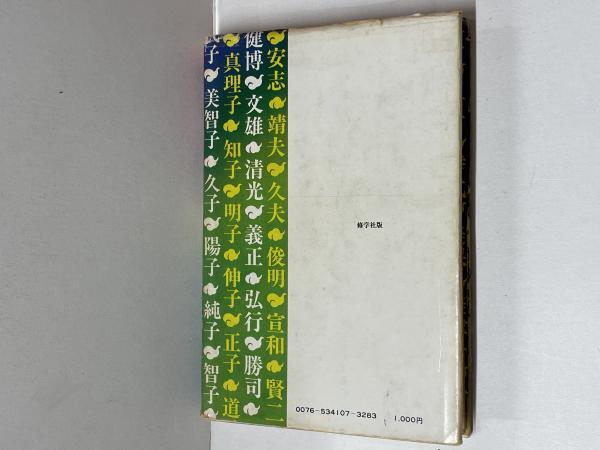 安志 靖夫 久夫 俊明 宣和 賢二
健博 文雄 清光 義正 弘行 勝司
真理子 知子 明子 伸子 正子 道
子 美智子 久子 陽子 純子 智子
修学社版
0076-534107-3283 1,000円